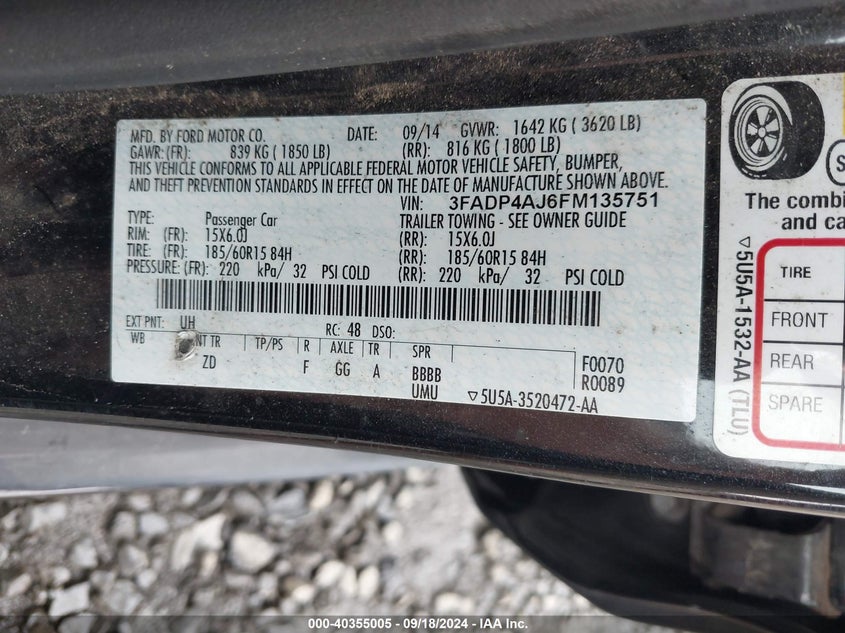 MFD. BY FORD MOTOR CO. DATE: 09/14 GVWR: 1642 KG ( 3620 LB)
GAWR: (FR): 839 KG ( 1850 LB) (RR): 816 KG ( 1800 LB)
THIS VEHICLE CONFORMS TO ALL APPLICABLE FEDERAL MOTOR VEHICLE SAFETY, BUMPER,
AND THEFT PREVENTION STANDARDS IN EFFECT ON THE DATE OF MANUFACTURE SHOWN ABOVE.
VIN: 3FADP4AJ6FM135751
TYPE: Passenger Car TRAILER TOWING - SEE OWNER GUIDE
RIM: (FR): 15X6.0J (RR): 15X6.0J
TIRE: (FR): 185/60R15 84H (RR): 185/60R15 84H
PRESSURE: (FR): 220 kPa/ 32 PSI COLD (RR): 220 kPa/ 32 PSI COLD
EXT PNT: UH RC: 48 DSO:
WB NT TR TP/PS R AXLE TR SPR F0070
ZD F GG A BBBB R0089
UMU ▽5U5A-3520472-AA
The combi
and ca
TIRE
FRONT
REAR
SPARE
▽5U5A-1532-AA (TLU)
000-40355005 - 09/18/2024 - IAA Inc.